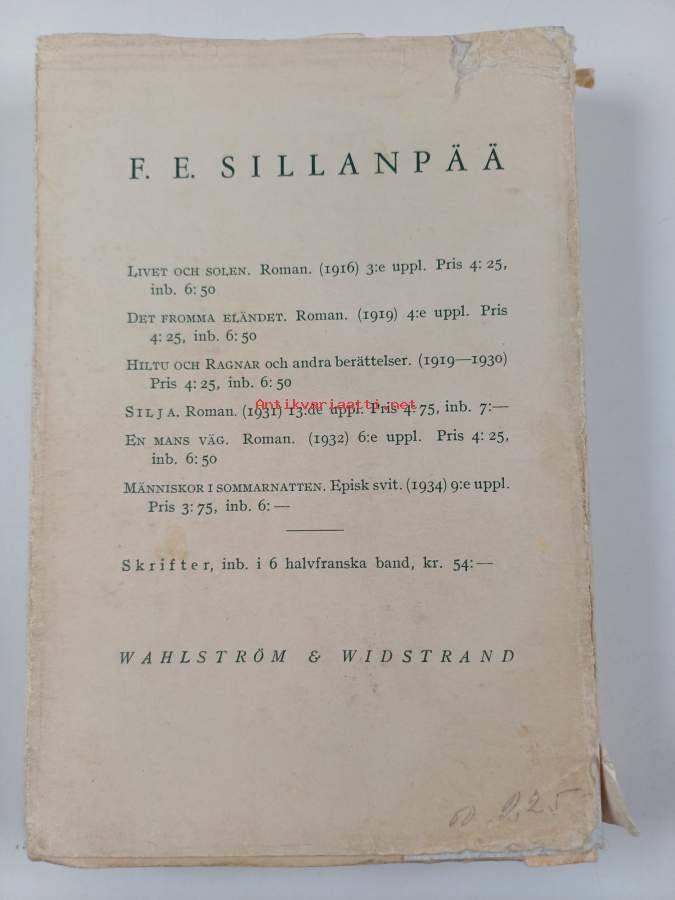 F. E. SILLANPÄÄ
LIVET OCH SOLEN. Roman. (1916) 3:e uppl. Pris 4:25,
inb. 6:50
DET FROMMA ELÄNDET. Roman. (1919) 4:e uppl. Pris
4:25, inb. 6:50
HILTU OCH RAGNAR och andra berättelser. (1919—1930)
Pris 4:25, inb. 6:50
SILJA. Roman. (1931) 13:de uppl. Pris 4:75, inb. 7:—
Antikvariaatti.net
EN MANS VÄG. Roman. (1932) 6:e uppl. Pris 4:25,
inb. 6:50
MÄNNISKOR I SOMMARNATTEN. Episk svit. (1934) 9:e uppl.
Pris 3:75, inb. 6:—
Skrifter, inb. i 6 halvfranska band, kr. 54:—
WAHLSTRÖM & WIDSTRAND
2,25